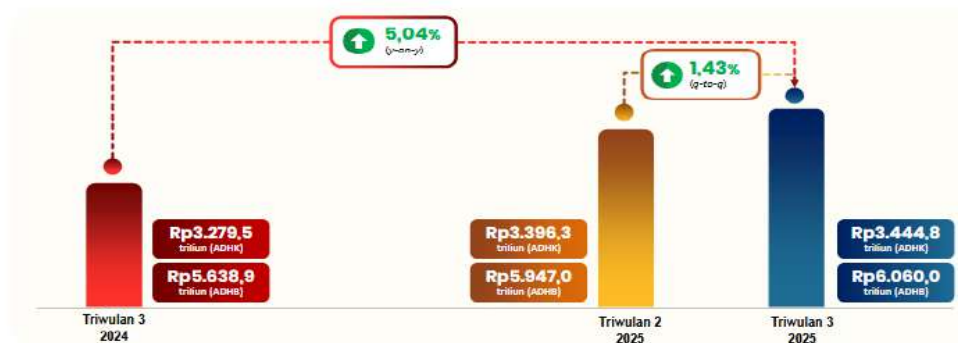 5,04%
(y-on-y)
1,43%
(q-to-q)
Rp3.279,5
triliun (ADHK)
Rp5.638,9
triliun (ADHB)
Rp3.396,3
triliun (ADHK)
Rp5.947,0
triliun (ADHB)
Rp3.444,8
triliun (ADHK)
Rp6.060,0
triliun (ADHB)
Triwulan 3
2024
Triwulan 2
2025
Triwulan 3
2025